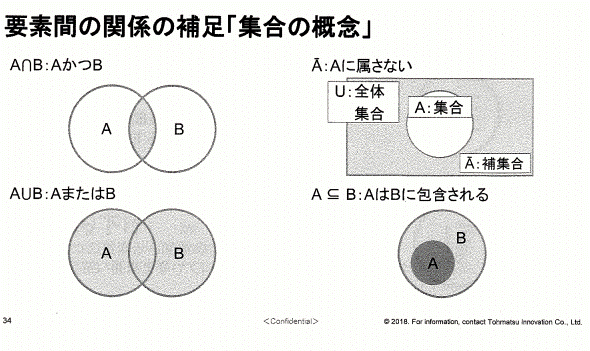 要素間の関係の補足「集合の概念」
A∩B：AかつB
A
B
Ā：Aに属さない
U：全体
集合
A：集合
Ā：補集合
A∪B：AまたはB
A
B
A ⊆ B：AはBに包含される
B
A
34
＜Confidential＞
© 2018. For information, contact Tohmatsu Innovation Co., Ltd.